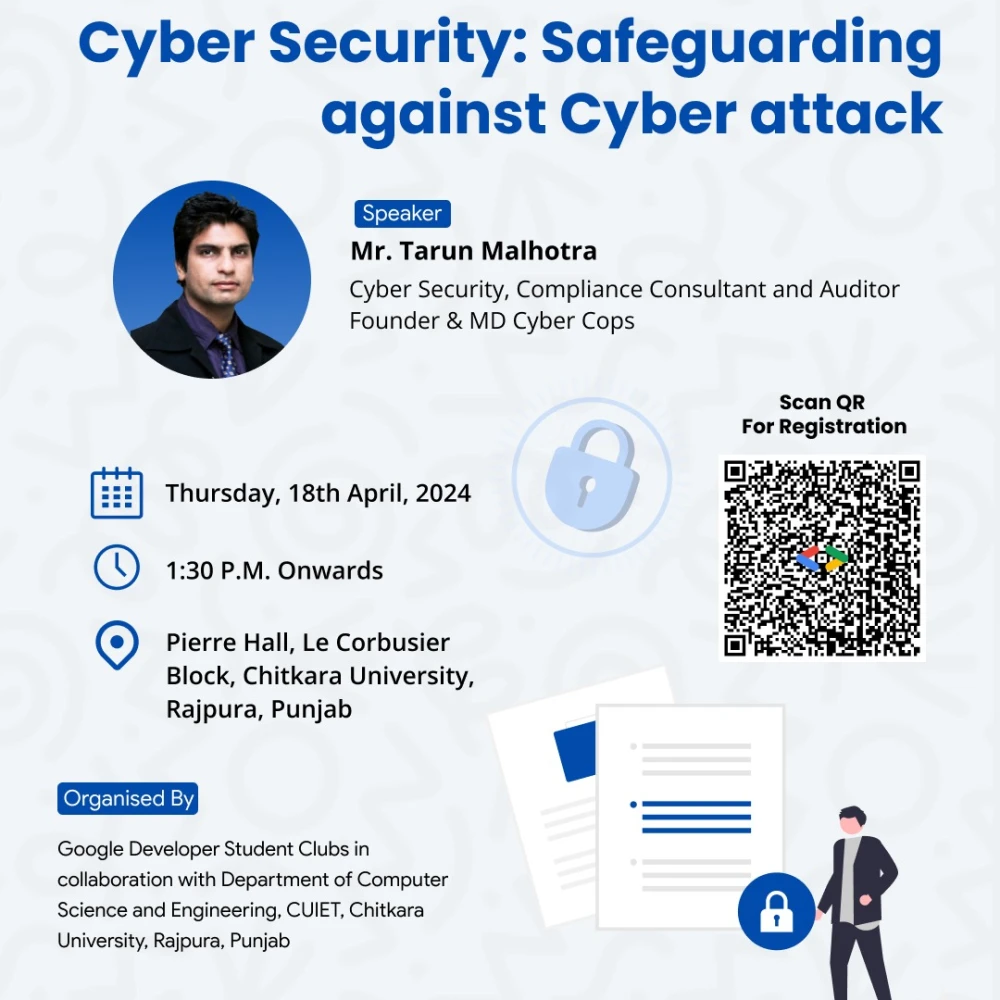 Cyber Security: Safeguarding
against Cyber attack
Speaker
Mr. Tarun Malhotra
Cyber Security, Compliance Consultant and Auditor
Founder & MD Cyber Cops
Scan QR
For Registration
Thursday, 18th April, 2024
1:30 P.M. Onwards
Pierre Hall, Le Corbusier
Block, Chitkara University,
Rajpura, Punjab
Organised By
Google Developer Student Clubs in
collaboration with Department of Computer
Science and Engineering, CUIET, Chitkara
University, Rajpura, Punjab